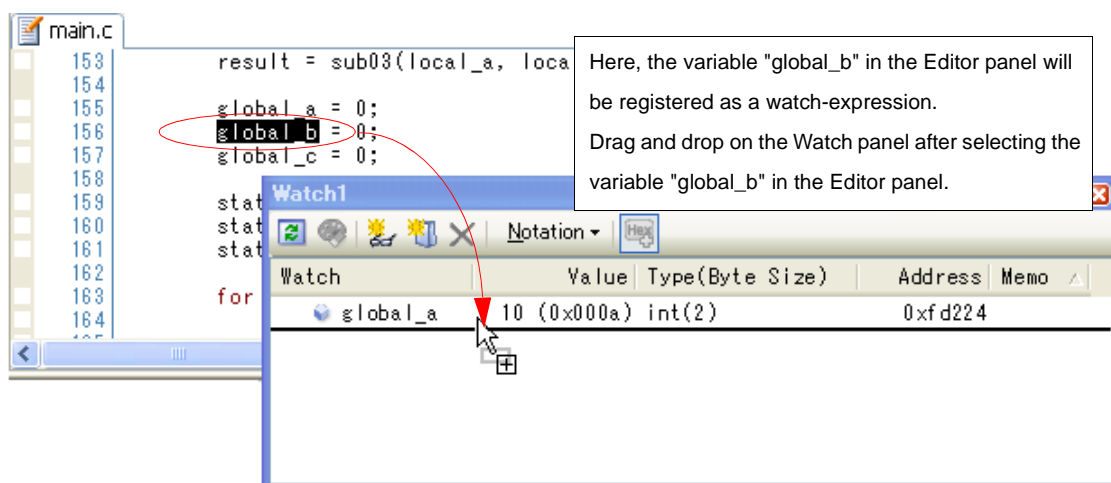 main.c
153 result = sub03(local_a, loca
154
155 global_a = 0;
156 global_b = 0;
157 global_c = 0;
158
159 stat
160 stat
161 stat
162
163 for
164
Here, the variable "global_b" in the Editor panel will
be registered as a watch-expression.
Drag and drop on the Watch panel after selecting the
variable "global_b" in the Editor panel.
Watch1
Notation Hex
Watch Value Type(Byte Size) Address Memo
global_a 10 (0x000a) int(2) 0xfd224